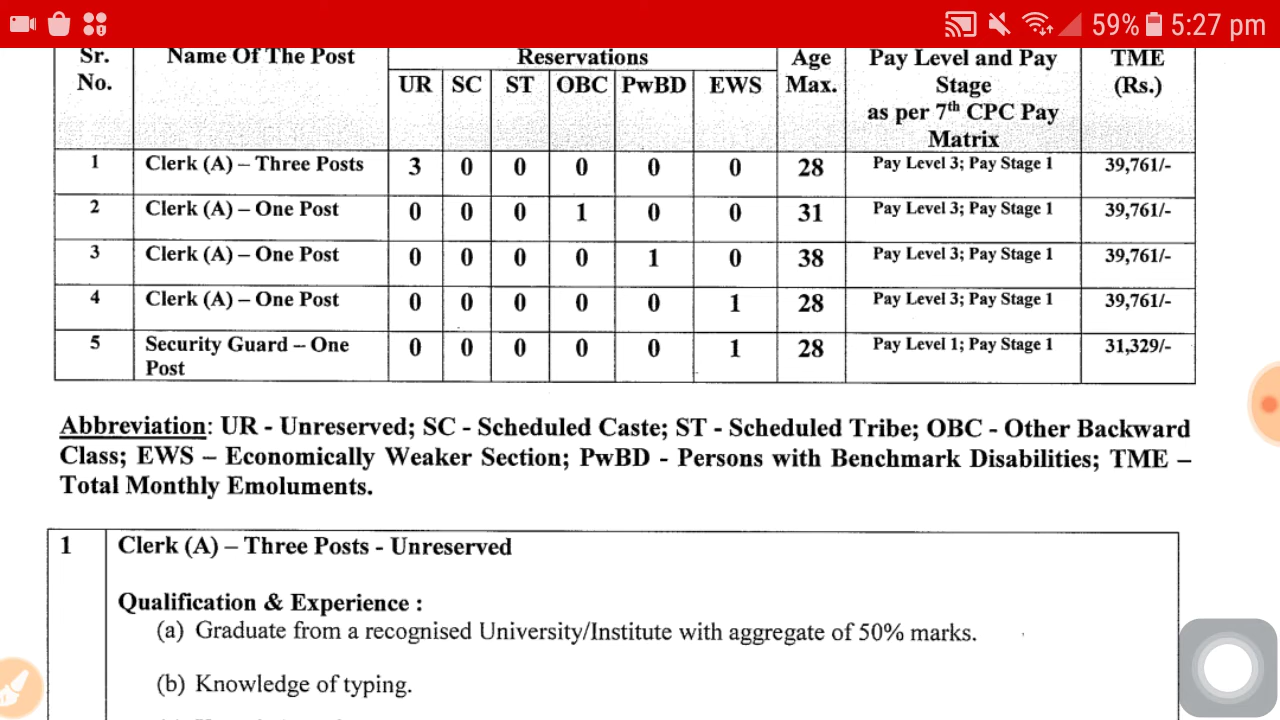 59% 5:27 pm
Sr. No. Name Of The Post Reservations Age Max. Pay Level and Pay Stage as per 7th CPC Pay Matrix TME (Rs.)
UR SC ST OBC PwBD EWS
1 Clerk (A) – Three Posts 3 0 0 0 0 0 28 Pay Level 3; Pay Stage 1 39,761/-
2 Clerk (A) – One Post 0 0 0 1 0 0 31 Pay Level 3; Pay Stage 1 39,761/-
3 Clerk (A) – One Post 0 0 0 0 1 0 38 Pay Level 3; Pay Stage 1 39,761/-
4 Clerk (A) – One Post 0 0 0 0 0 1 28 Pay Level 3; Pay Stage 1 39,761/-
5 Security Guard – One Post 0 0 0 0 0 1 28 Pay Level 1; Pay Stage 1 31,329/-
Abbreviation: UR - Unreserved; SC - Scheduled Caste; ST - Scheduled Tribe; OBC - Other Backward
Class; EWS – Economically Weaker Section; PwBD - Persons with Benchmark Disabilities; TME –
Total Monthly Emoluments.
1 Clerk (A) – Three Posts - Unreserved
Qualification & Experience :
(a) Graduate from a recognised University/Institute with aggregate of 50% marks.
(b) Knowledge of typing.